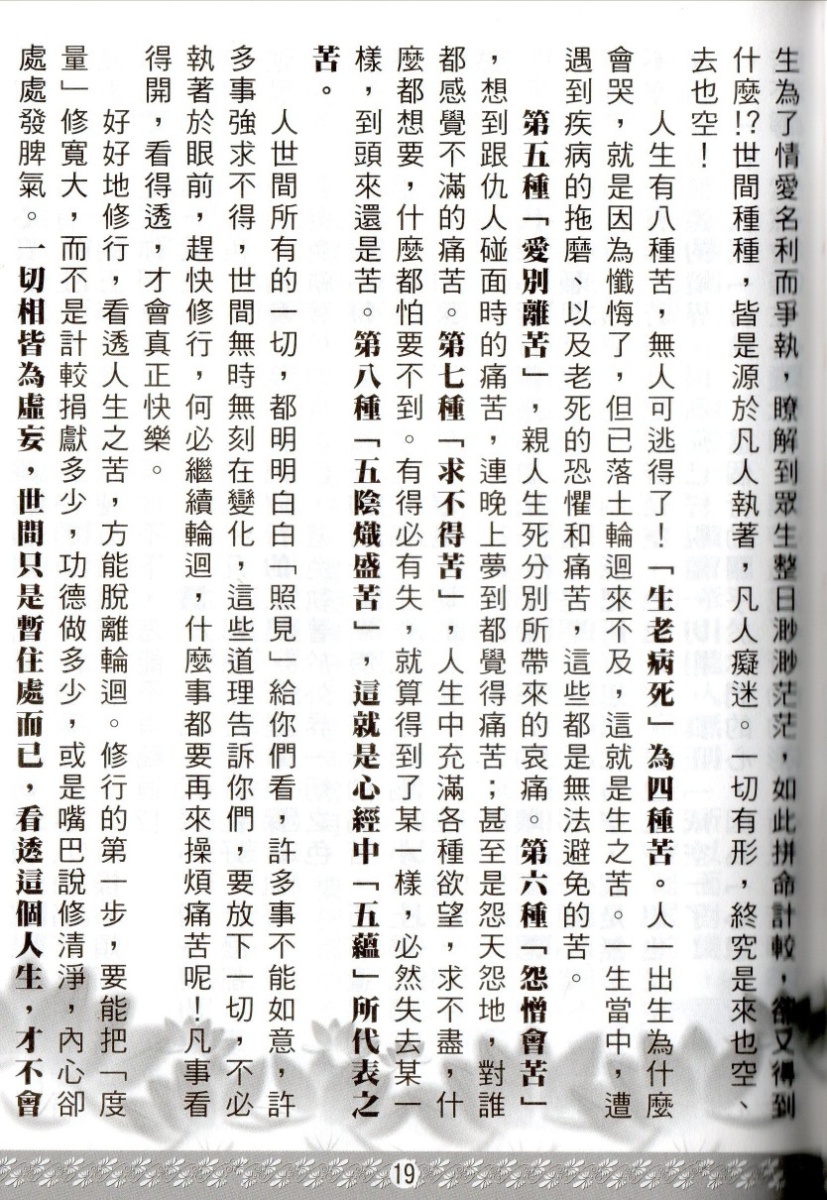 生為了情愛名利而爭執，瞭解到眾生整日渺渺茫茫，如此拼命計較，卻又得到
什麼!?世間種種，皆是源於凡人執著，凡人癡迷。一切有形，終究是來也空、
去也空！
人生有八種苦，無人可逃得了！「生老病死」為四種苦，人出生為什麼
會哭，就是因為懺悔了，但已落土輪迴來不及，這就是生之苦。一生當中，遭
遇到疾病的拖磨，以及老死的恐懼和痛苦，這些都是無法避免的苦。
第五種「愛別離苦」，親人生死分別所帶來的哀痛。第六種「怨憎會苦」
，想到跟仇人碰面時的痛苦，連晚上夢到都覺得痛苦；甚至是怨天怨地，對誰
都感覺不滿的痛苦。第七種「求不得苦」，人生中充滿各種欲望，求不盡，什
麼都想要，什麼都怕要不到。有得必有失，就算得到了某一樣，必然失去某一
樣，到頭來還是苦。第八種「五陰熾盛苦」，這就是心經中「五蘊」所代表之
苦。
人世間所有的一切，都明明白白「照見」給你們看，許多事不能如意，許
多事強求不得，世間無時無刻在變化，這些道理告訴你們，要放下一切，不必
執著於眼前，趕快修行，何必繼續輪迴，什麼事都要再來操煩痛苦呢！凡事看
得開，看得透，才會真正快樂。
好好地修行，看透人生之苦，方能脫離輪迴。修行的第一步，要能把「度
量」修寬大，而不是計較捐獻多少，功德做多少，或是嘴巴說修清淨，內心卻
處處發脾氣。一切相皆為虛妄，世間只是暫住處而已，看透這個人生，才不會
19